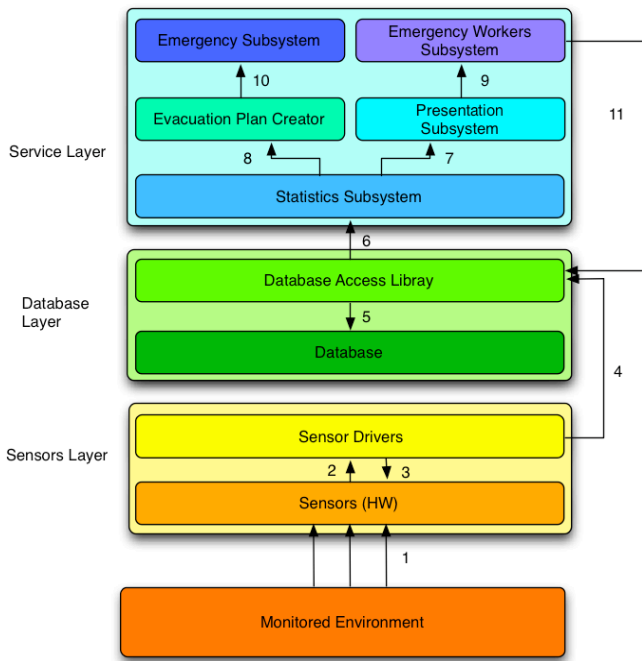 Emergency Subsystem
Emergency Workers
Subsystem
10
9
11
Evacuation Plan Creator
Presentation
Subsystem
Service Layer
8
7
Statistics Subsystem
6
Database Access Libray
Database
Layer
5
Database
4
Sensor Drivers
Sensors Layer
2
3
Sensors (HW)
1
Monitored Environment